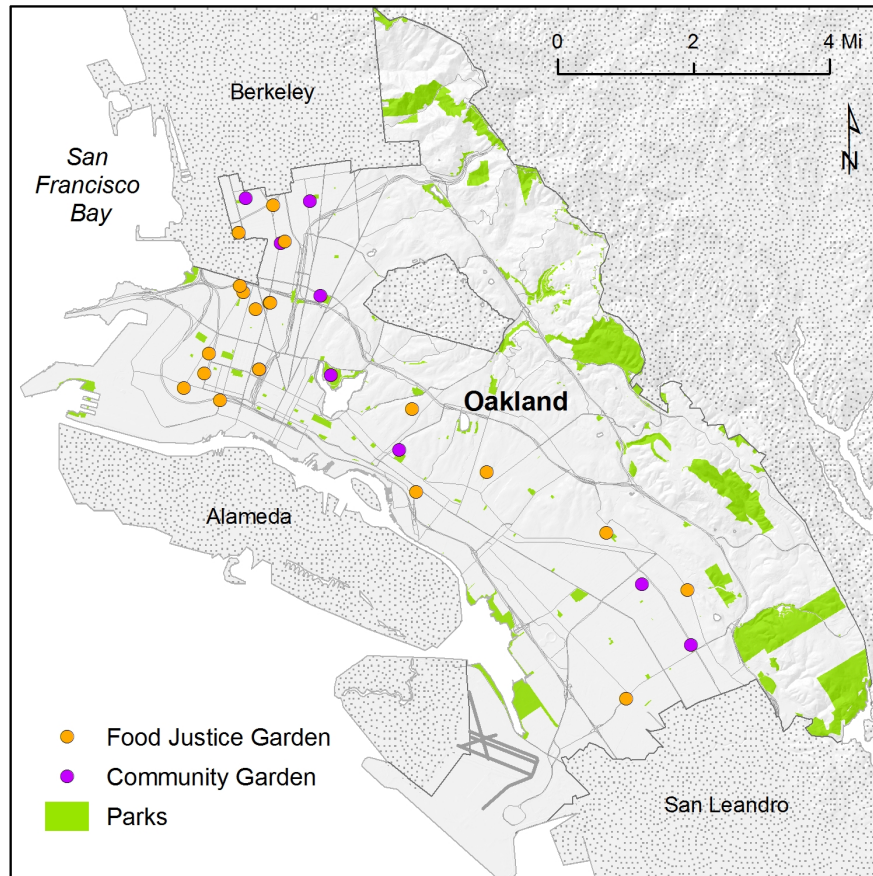 0 2 4 Mi
Berkeley
N
San
Francisco
Bay
Oakland
Alameda
Food Justice Garden
Community Garden
Parks
San Leandro